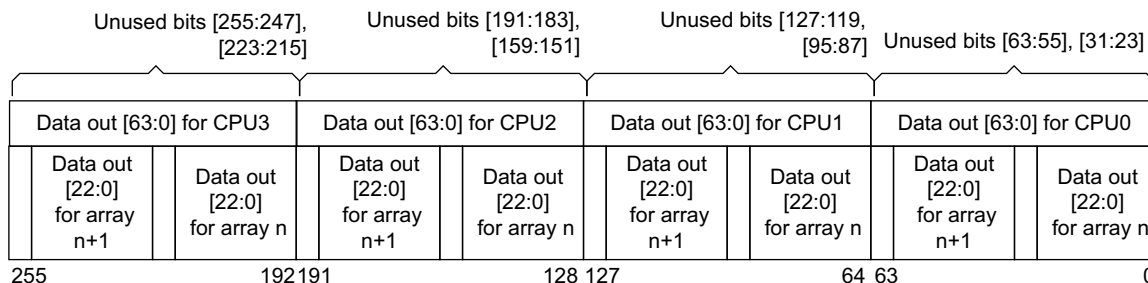 Unused bits [255:247],
[223:215]
Unused bits [191:183],
[159:151]
Unused bits [127:119,
[95:87]
Unused bits [63:55], [31:23]
Data out [63:0] for CPU3
Data out [63:0] for CPU2
Data out [63:0] for CPU1
Data out [63:0] for CPU0
Data out
[22:0]
for array
n+1
Data out
[22:0]
for array n
Data out
[22:0]
for array
n+1
Data out
[22:0]
for array n
Data out
[22:0]
for array
n+1
Data out
[22:0]
for array n
Data out
[22:0]
for array
n+1
Data out
[22:0]
for array n
255 192 191 128 127 64 63 0